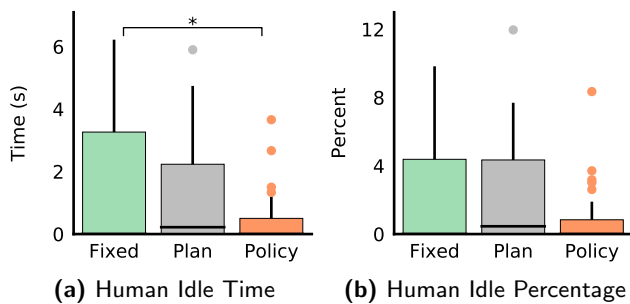 *
6
4
2
0
Time (s)
Fixed Plan Policy
(a) Human Idle Time
12
8
4
0
Percent
Fixed Plan Policy
(b) Human Idle Percentage